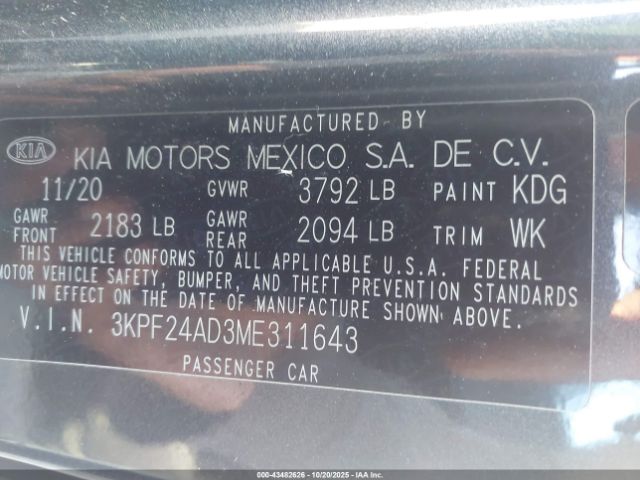 MANUFACTURED BY
KIA KIA MOTORS MEXICO S.A. DE C.V.
11/20 GVWR 3792 LB PAINT KDG
GAWR FRONT 2183 LB GAWR REAR 2094 LB TRIM WK
THIS VEHICLE CONFORMS TO ALL APPLICABLE U.S.A. FEDERAL
MOTOR VEHICLE SAFETY, BUMPER, AND THEFT PREVENTION STANDARDS
IN EFFECT ON THE DATE OF MANUFACTURE SHOWN ABOVE.
V.I.N. 3KPF24AD3ME311643
PASSENGER CAR
000-43482626 - 10/20/2025 - IAAI, Inc.